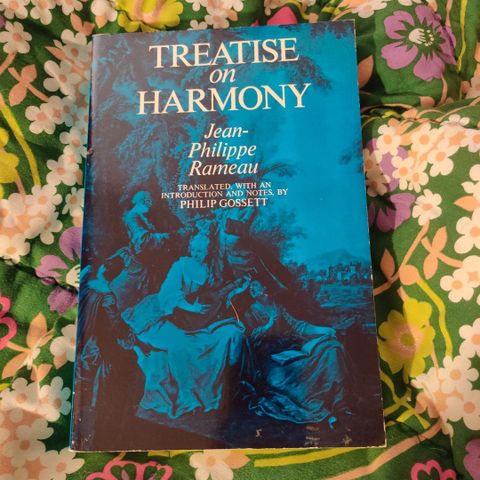 TREATISE
on
HARMONY
Jean-
Philippe
Rameau
TRANSLATED, WITH AN
INTRODUCTION AND NOTES, BY
PHILIP GOSSETT